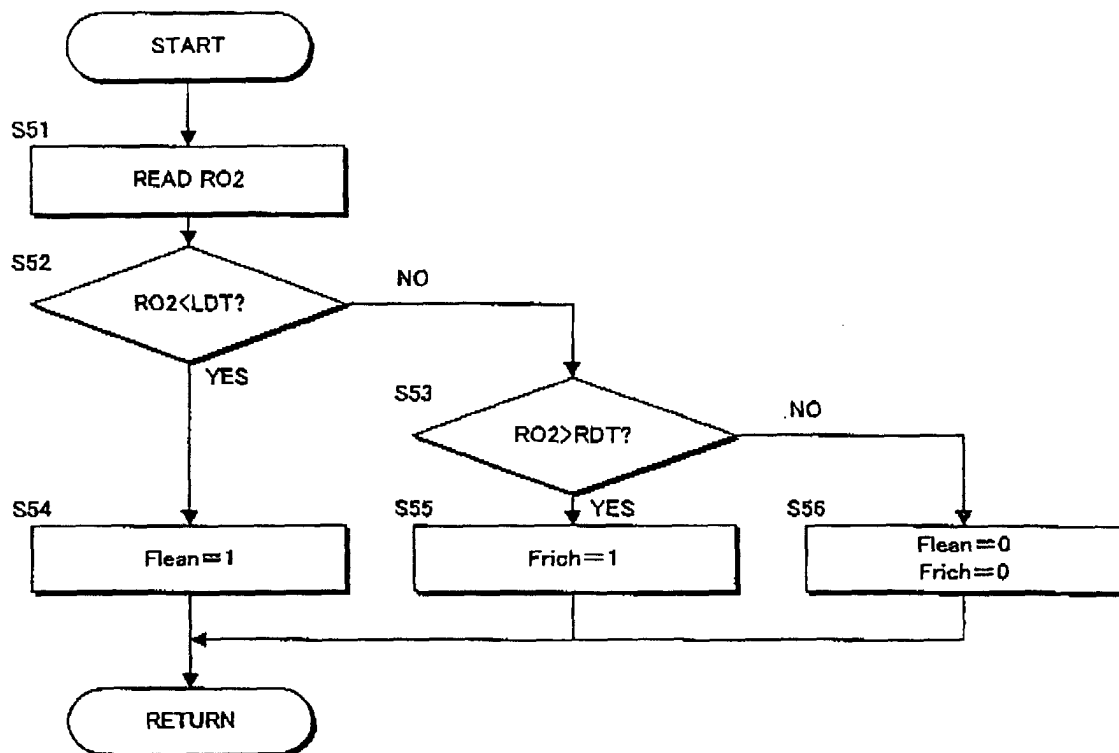 START
S51
READ RO2
S52
RO2<LDT?
NO
YES
S53
RO2>RDT?
NO
YES
S54
Flean=1
S55
Frich=1
S56
Flean=0
Frich=0
RETURN